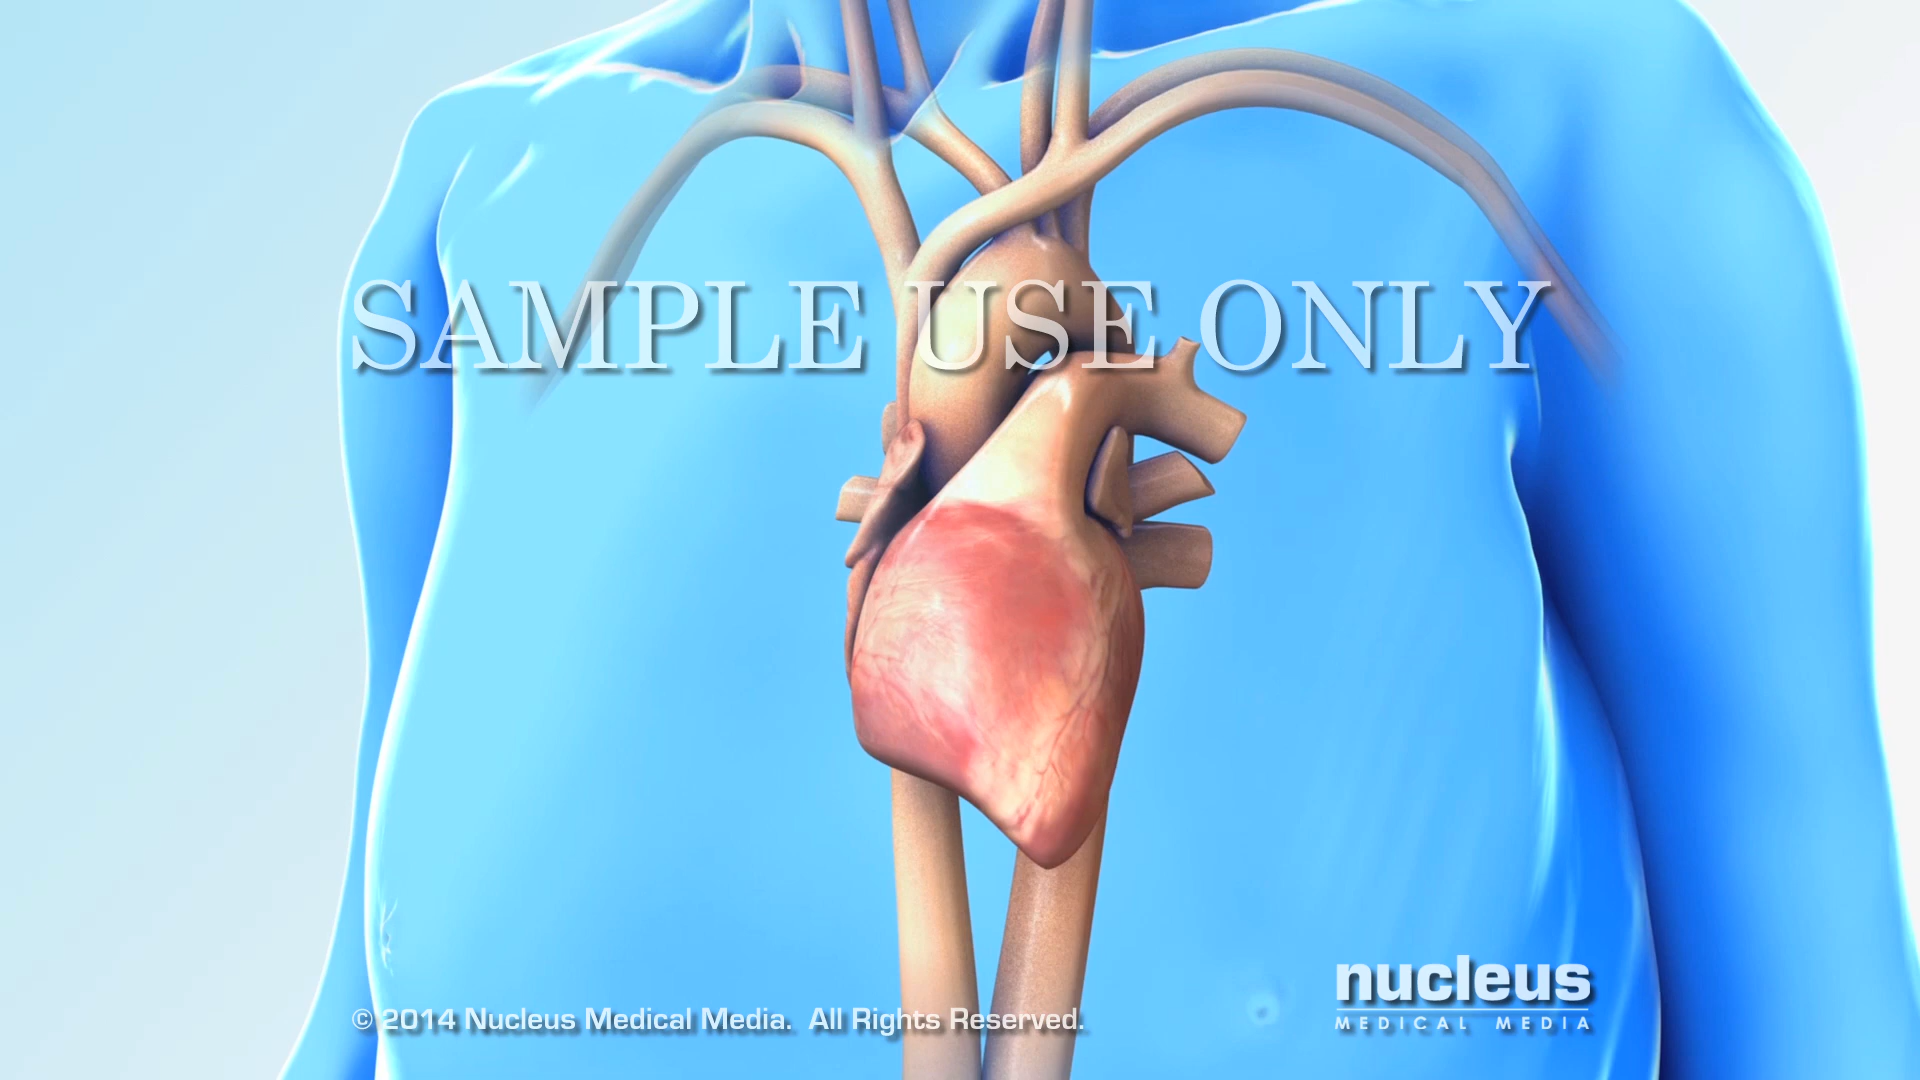 SAMPLE USE ONLY
nucleus
MEDICAL MEDIA
© 2014 Nucleus Medical Media.  All Rights Reserved.